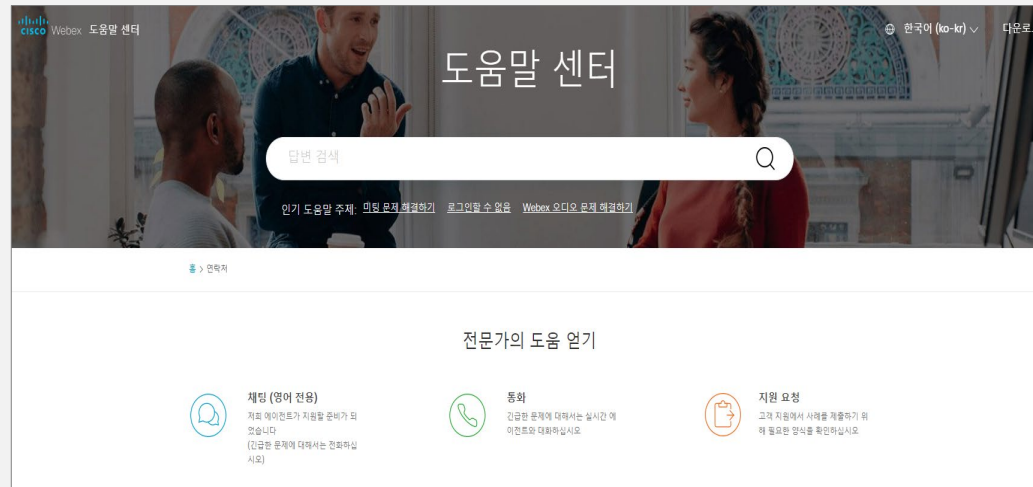 CISCO Webex 도움말 센터
한국어 (ko-kr)
도움말 센터
답변 검색
인기 도움말 주제: 미팅 문제 해결하기 로그인할 수 없음 Webex 오디오 문제 해결하기
홈 > 연락처
전문가의 도움 얻기
채팅 (영어 전용)
저희 에이전트가 지원할 준비가 되
었습니다
(긴급한 문제에 대해서는 전화하십
시오)
통화
긴급한 문제에 대해서는 실시간 에
이전트와 대화하십시오
지원 요청
고객 지원에서 사례를 제출하기 위
해 필요한 양식을 확인하십시오